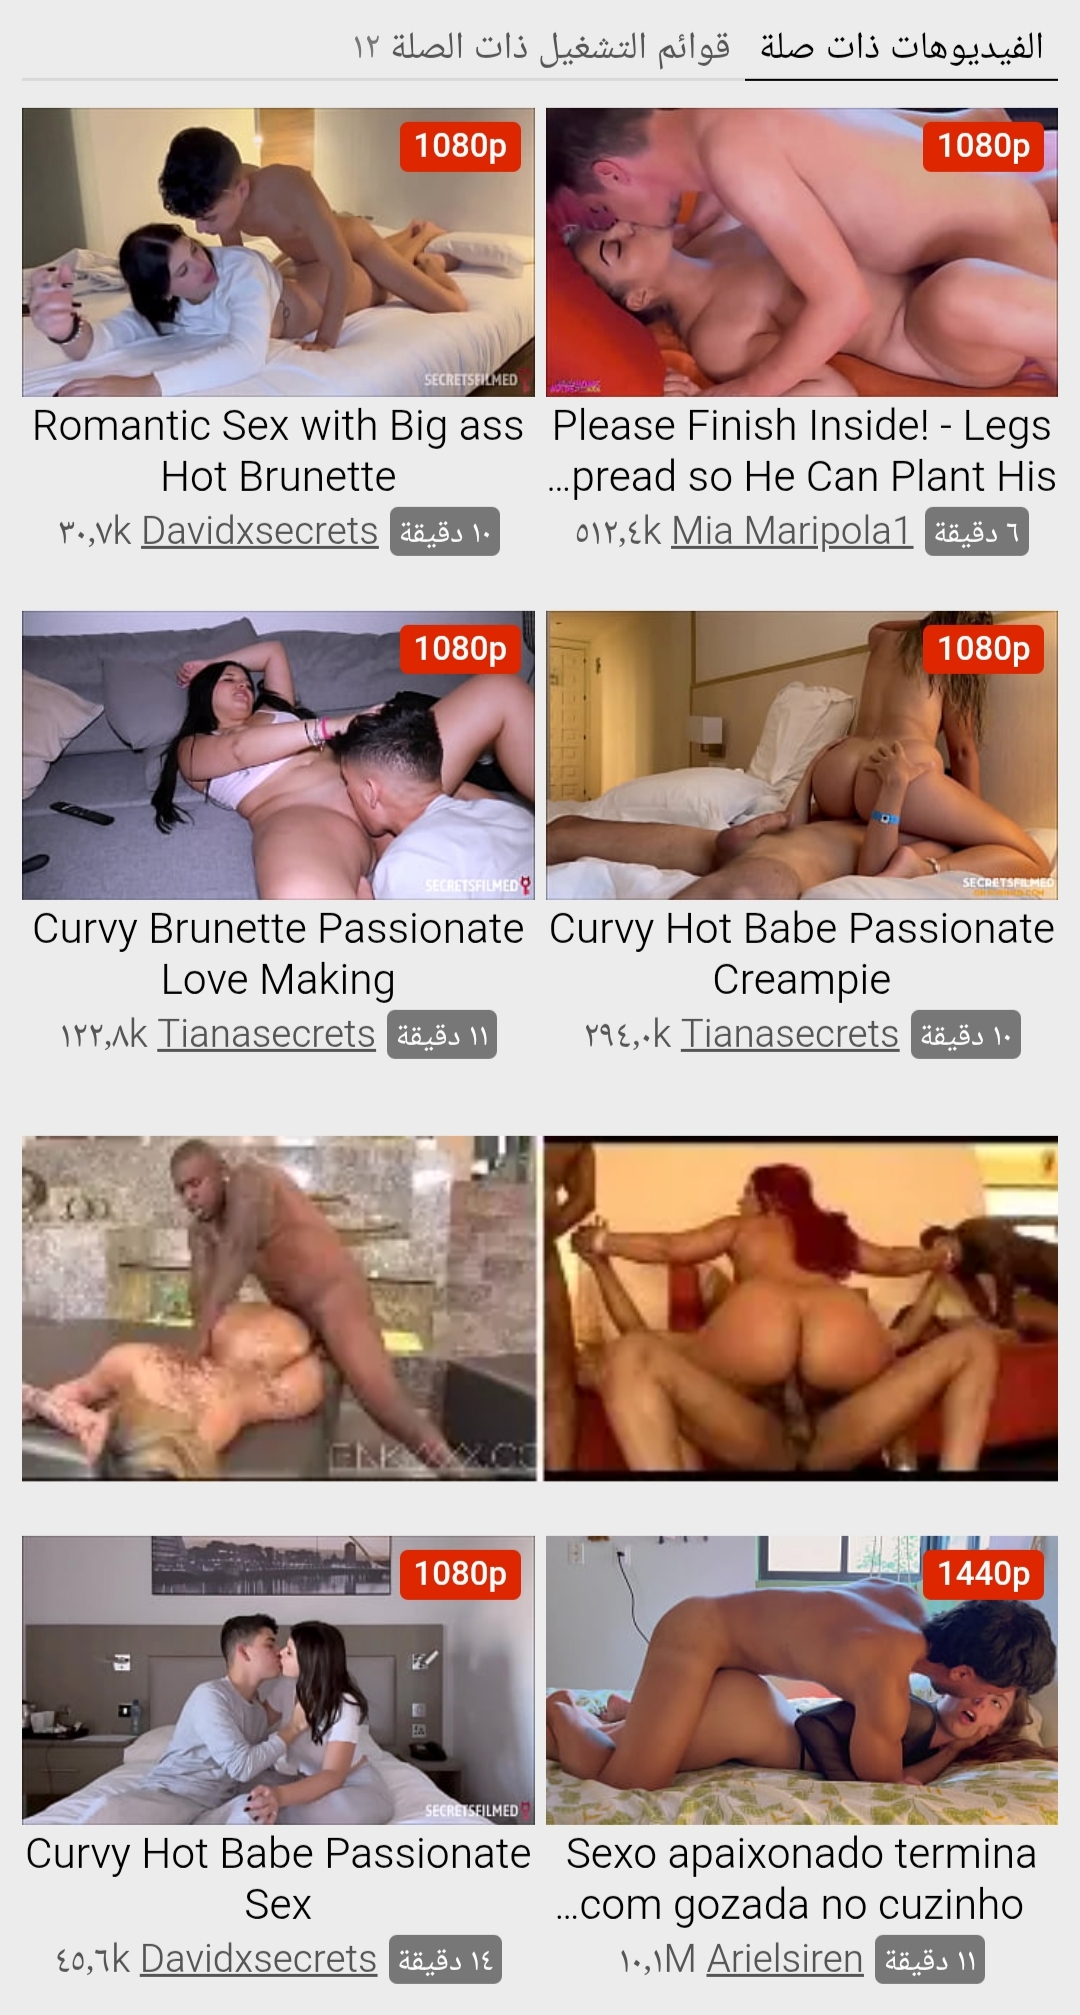 الفيديوهات ذات صلة قوائم التشغيل ذات الصلة ١٢
1080p
1080p
SECRETSFILMED
Romantic Sex with Big ass
Hot Brunette
٣٠,٧k Davidxsecrets ١٠ دقيقة
Please Finish Inside! - Legs
...pread so He Can Plant His
٥١٢,٤k Mia Maripola1 ٦ دقيقة
1080p
1080p
SECRETSFILMED
SECRETSFILMED
Curvy Brunette Passionate
Love Making
١٢٢,٨k Tianasecrets ١١ دقيقة
Curvy Hot Babe Passionate
Creampie
٢٩٤,٠k Tianasecrets ١٠ دقيقة
1080p
1440p
SECRETSFILMED
Curvy Hot Babe Passionate
Sex
٤٥,٦k Davidxsecrets ١٤ دقيقة
Sexo apaixonado termina
...com gozada no cuzinho
١٠,١M Arielsiren ١١ دقيقة